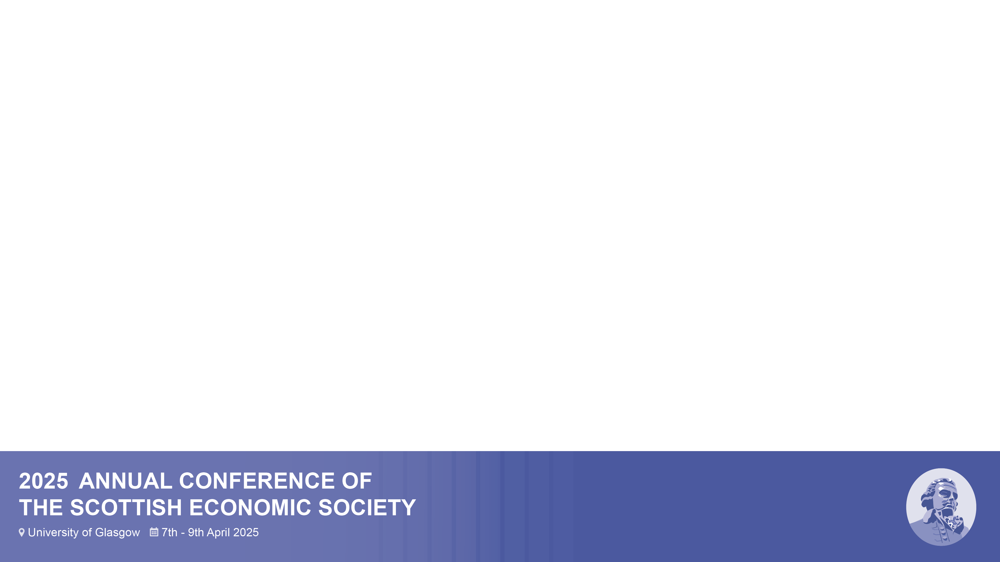 2025 ANNUAL CONFERENCE OF
THE SCOTTISH ECONOMIC SOCIETY
University of Glasgow 7th - 9th April 2025